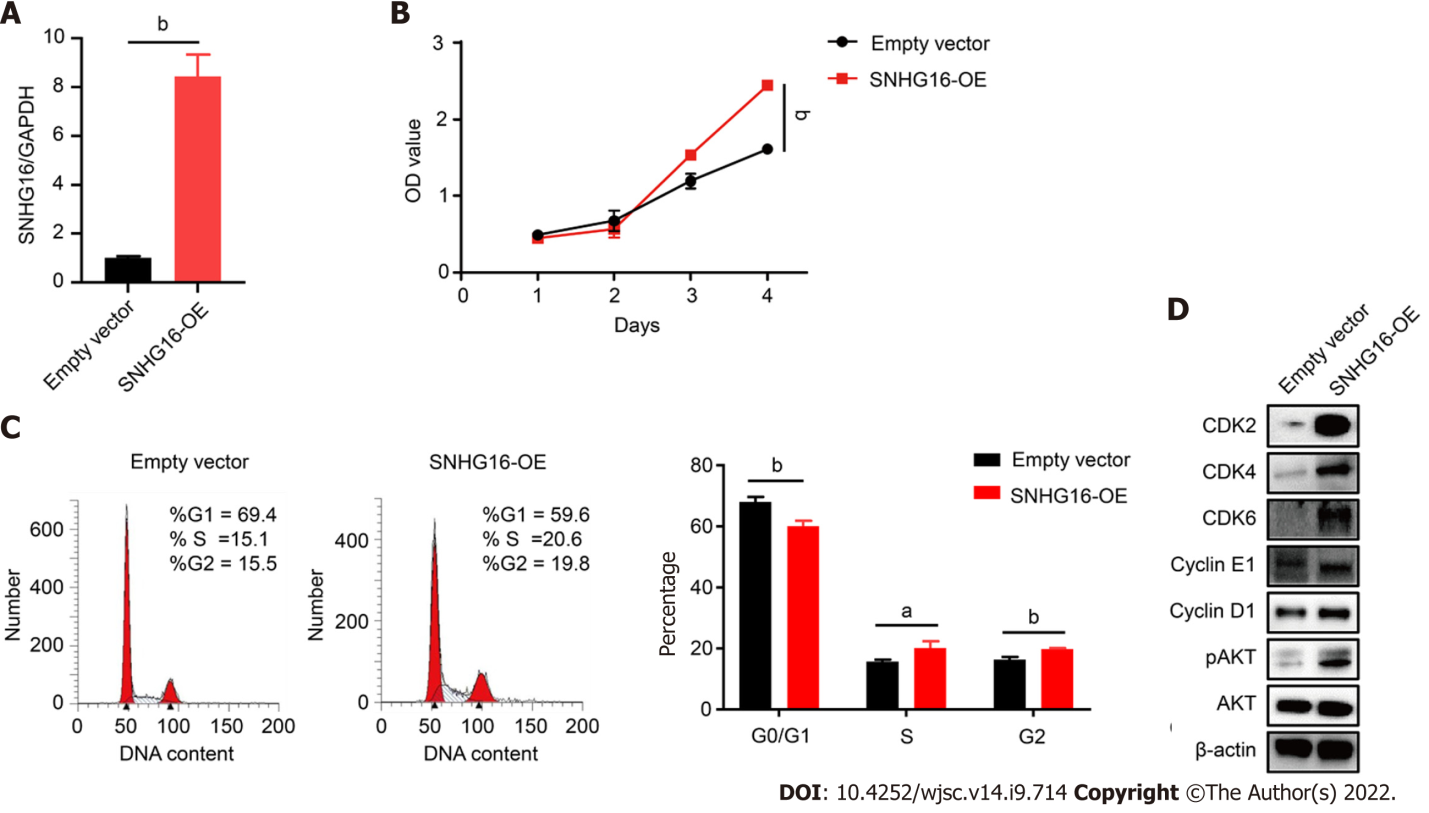 A
b
SNHG16/GAPDH
10
8
6
4
2
0
Empty vector
SNHG16-OE
B
Empty vector
SNHG16-OE
OD value
3
2
1
0
b
0 1 2 3 4
Days
C
Empty vector
%G1 = 69.4
% S =15.1
%G2 = 15.5
Number
600
400
200
0
0 50 100 150 200
DNA content
SNHG16-OE
%G1 = 59.6
% S =20.6
%G2 = 19.8
Number
400
200
0
0 50 100 150 200
DNA content
Empty vector
SNHG16-OE
Percentage
80
60
40
20
0
b
a
b
G0/G1 S G2
D
Empty vector
SNHG16-OE
CDK2
CDK4
CDK6
Cyclin E1
Cyclin D1
pAKT
AKT
β-actin
DOI: 10.4252/wjsc.v14.i9.714 Copyright ©The Author(s) 2022.